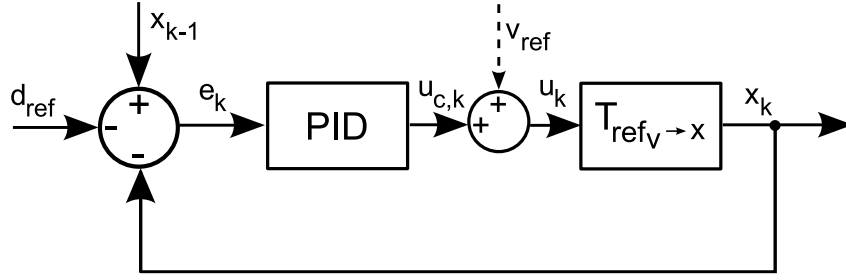 x_{k-1}
v_{ref}
d_{ref}
+
-
-
e_k
PID
u_{c,k}
+
+
u_k
T_{ref_v → x}
x_k